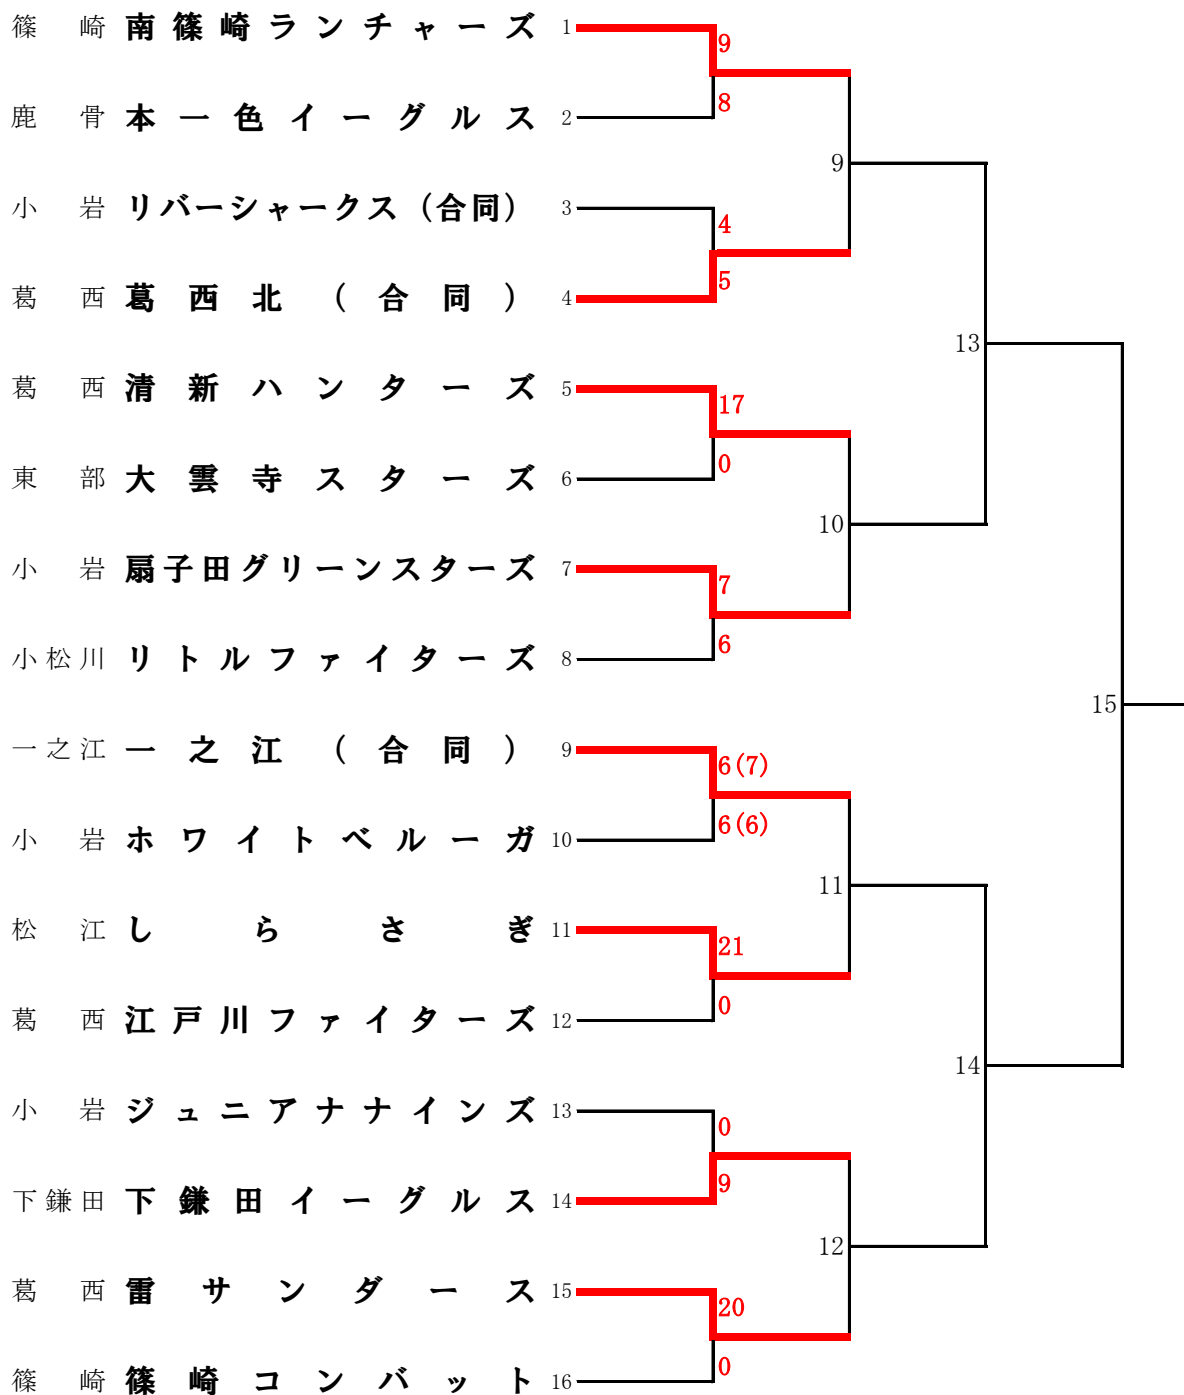 篠崎 南篠崎ランチャーズ 1
9
8
鹿骨 本一色イーグルス 2
9
小岩 リバーシャークス(合同) 3
4
5
葛西 葛西北(合同) 4
13
葛西 清新ハンターズ 5
17
0
東部 大雲寺スターズ 6
10
小岩 扇子田グリーンスターズ 7
7
6
小松川 リトルファイターズ 8
15
一之江 一之江(合同) 9
6(7)
6(6)
小岩 ホワイトベルーガ 10
11
松江 しらさぎ 11
21
0
葛西 江戸川ファイターズ 12
14
小岩 ジュニアナナインズ 13
0
9
下鎌田 下鎌田イーグルス 14
12
葛西 雷サンダース 15
20
0
篠崎 篠崎コンバット 16